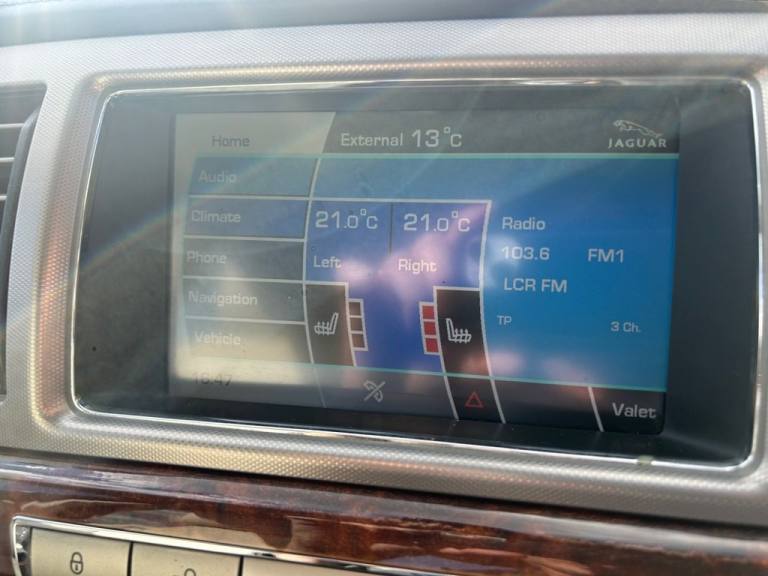 Home
External 13°C
JAGUAR
Audio
Climate
Phone
Navigation
Vehicle
16:47
21.0°C
Left
21.0°C
Right
Radio
103.6 FM1
LCR FM
TP 3 Ch.
Valet